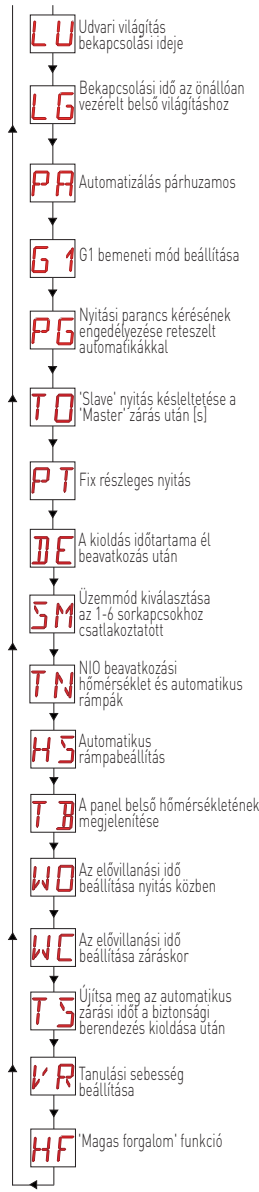 LU
Udvari világítás
bekapcsolási ideje
LG
Bekapcsolási idő az önállóan
vezérelt belső világításhoz
PA
Automatizálás párhuzamos
G1
G1 bemeneti mód beállítása
PG
Nyitási parancs kérésének
engedélyezése reteszelt
automatikákkal
TO
'Slave' nyitás késleltetése a
'Master' zárás után [s]
PT
Fix részleges nyitás
DE
A kioldás időtartama él
beavatkozás után
SM
Üzemmód kiválasztása
az 1-6 sorkapcsokhoz
csatlakoztatott
TN
NIO beavatkozási
hőmérséklet és automatikus
rámpák
HS
Automatikus
rámpabeállítás
TB
A panel belső hőmérsékletének
megjelenítése
WO
Az elővillanási idő
beállítása nyitás közben
WC
Az elővillanási idő
beállítása záráskor
TS
Újítsa meg az automatikus
zárási időt a biztonsági
berendezés kioldása után
VR
Tanulási sebesség
beállítása
HF
'Magas forgalom' funkció